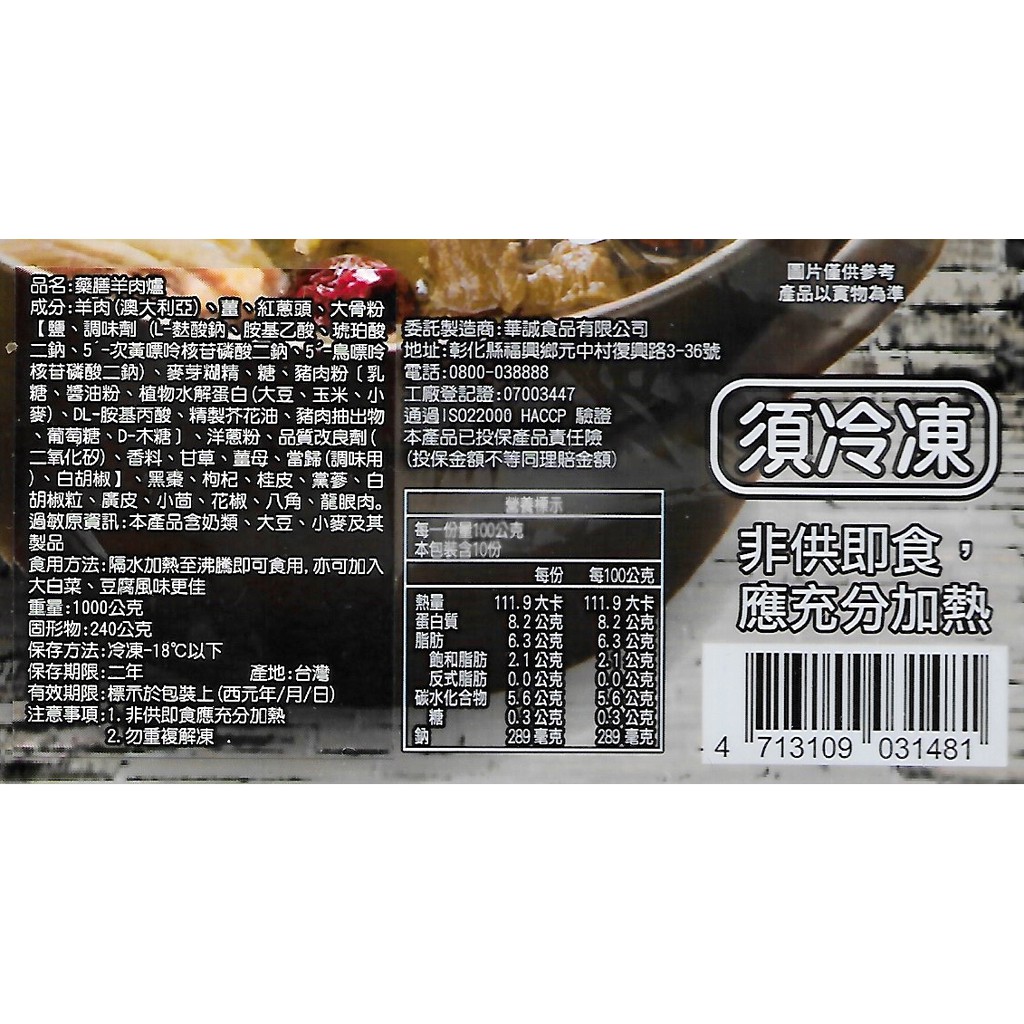 品名:藥膳羊肉爐
成分:羊肉(澳大利亞)、薑、紅蔥頭、大骨粉
【鹽、調味劑(L-麩酸鈉、胺基乙酸、琥珀酸
二鈉、5'-次黃嘌呤核苷磷酸二鈉、5'-鳥嘌呤
核苷磷酸二鈉)、麥芽糊精、糖、豬肉粉〔乳
糖、醬油粉、植物水解蛋白(大豆、玉米、小
麥)、DL-胺基丙酸、精製芥花油、豬肉抽出物
、葡萄糖、D-木糖〕、洋蔥粉、品質改良劑(
二氧化矽)、香料、甘草、薑母、當歸(調味用
)、白胡椒】、黑棗、枸杞、桂皮、黨蔘、白
胡椒粒、廣皮、小茴、花椒、八角、龍眼肉。
過敏原資訊:本產品含奶類、大豆、小麥及其
製品
食用方法:隔水加熱至沸騰即可食用,亦可加入
大白菜、豆腐風味更佳
重量:1000公克
固形物:240公克
保存方法:冷凍-18℃以下
保存期限:二年 產地:台灣
有效期限:標示於包裝上(西元年/月/日)
注意事項:1.非供即食應充分加熱
2.勿重複解凍.
委託製造商:華誠食品有限公司
地址:彰化縣福興鄉元中村復興路3-36號
電話:0800-038888
工廠登記證:07003447
通過ISO22000 HACCP 驗證
本產品已投保產品責任險
(投保金額不等同理賠金額)
營養標示
每一份量100公克
本包裝含10份
每份 每100公克
熱量 111.9大卡 111.9大卡
蛋白質 8.2公克 8.2公克
脂肪 6.3公克 6.3公克
飽和脂肪 2.1公克 2.1公克
反式脂肪 0.0公克 0.0公克
碳水化合物 5.6公克 5.6公克
糖 0.3公克 0.3公克
鈉 289毫克 289毫克
圖片僅供參考
產品以實物為準
須冷凍
非供即食,
應充分加熱
4 713109 031481